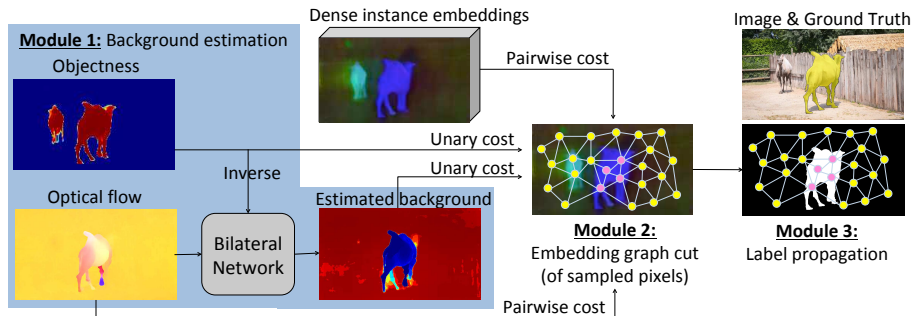 Dense instance embeddings
Image & Ground Truth
Module 1: Background estimation
Objectness
Pairwise cost
Unary cost
Unary cost
Inverse
Optical flow
Estimated background
Bilateral
Network
Module 2:
Embedding graph cut
(of sampled pixels)
Module 3:
Label propagation
Pairwise cost